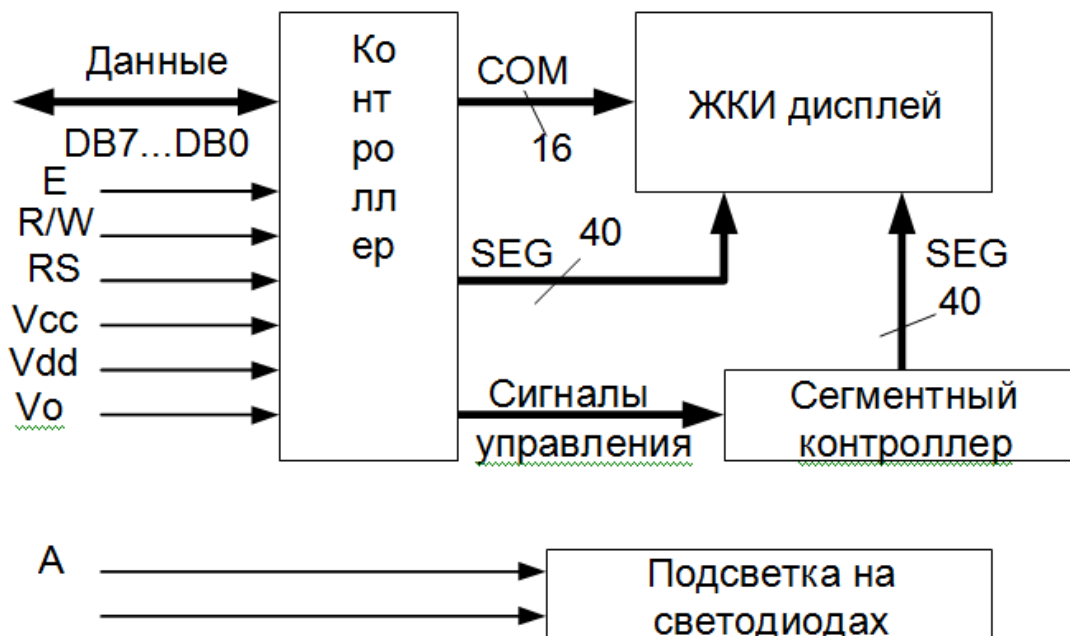 Данные
DB7...DB0
E
R/W
RS
Vcc
Vdd
Vo
Ко
нт
ро
лл
ер
COM
16
ЖКИ дисплей
SEG
40
SEG
40
Сигналы
управления
Сегментный
контроллер
A
Подсветка на
светодиодах